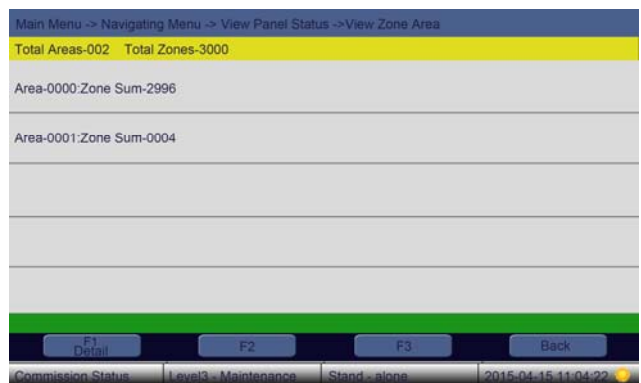 Main Menu -> Navigating Menu -> View Panel Status ->View Zone Area
Total Areas-002 Total Zones-3000
Area-0000:Zone Sum-2996
Area-0001:Zone Sum-0004
F1
Detail
F2
F3
Back
Commission Status
Level3 - Maintenance
Stand - alone
2015-04-15 11:04:22